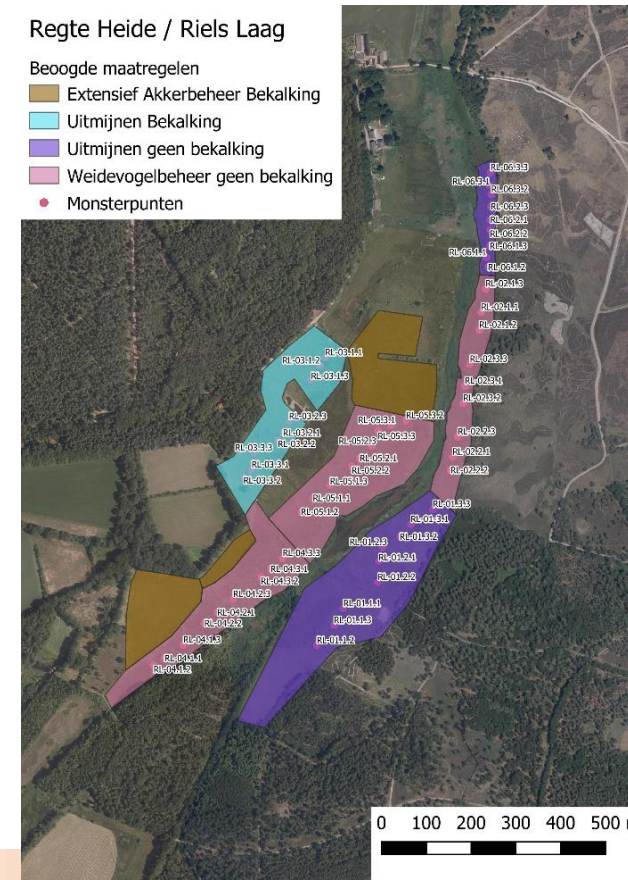 Regte Heide / Riels Laag
Beoogde maatregelen
Extensief Akkerbeheer Bekalking
Uitmijnen Bekalking
Uitmijnen geen bekalking
Weidevogelbeheer geen bekalking
Monsterpunten
RL-06.3.3
RL-06.3.1
RL-06.3.2
RL-06.2.3
RL-06.2.1
RL-06.2.2
RL-06.1.3
RL-06.1.1
RL-06.1.2
RL-02.1.3
RL-02.1.1
RL-02.1.2
RL-03.1.1
RL-03.1.2
RL-02.3.3
RL-03.1.3
RL-02.3.1
RL-02.3.2
RL-03.2.3
RL-05.3.2
RL-05.3.1
RL-03.2.1
RL-05.3.3
RL-02.2.3
RL-05.2.3
RL-03.2.2
RL-03.3.3
RL-02.2.1
RL-05.2.1
RL-03.3.1
RL-05.2.2
RL-02.2.2
RL-03.3.2
RL-05.1.3
RL-05.1.1
RL-01.3.3
RL-05.1.2
RL-01.3.1
RL-01.3.2
RL-01.2.3
RL-04.3.3
RL-01.2.1
RL-04.3.1
RL-04.3.2
RL-01.2.2
RL-04.2.3
RL-01.1.1
RL-04.2.1
RL-04.2.2
RL-01.1.3
RL-04.1.3
RL-01.1.2
RL-04.1.1
RL-04.1.2
0 100 200 300 400 500